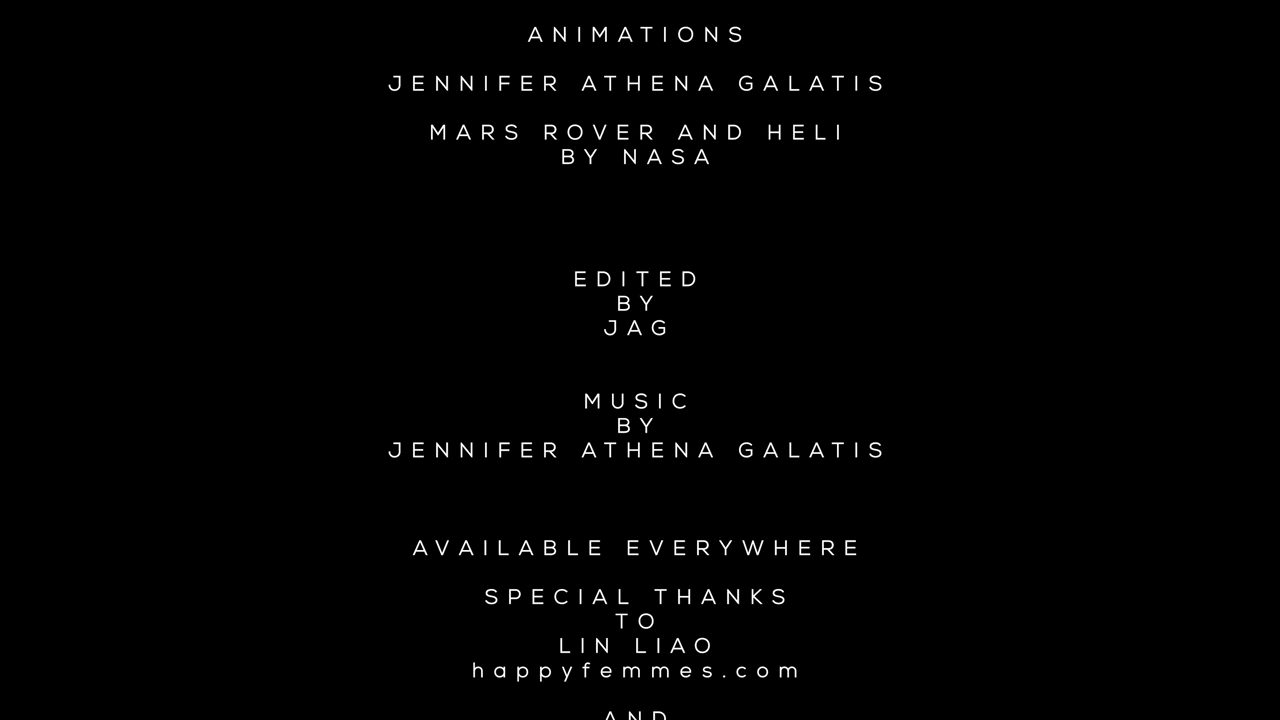 ANIMATIONS
JENNIFER ATHENA GALATIS
MARS ROVER AND HELI
BY NASA
EDITED
BY
JAG
MUSIC
BY
JENNIFER ATHENA GALATIS
AVAILABLE EVERYWHERE
SPECIAL THANKS
TO
LIN LIAO
happyfemmes.com
AND